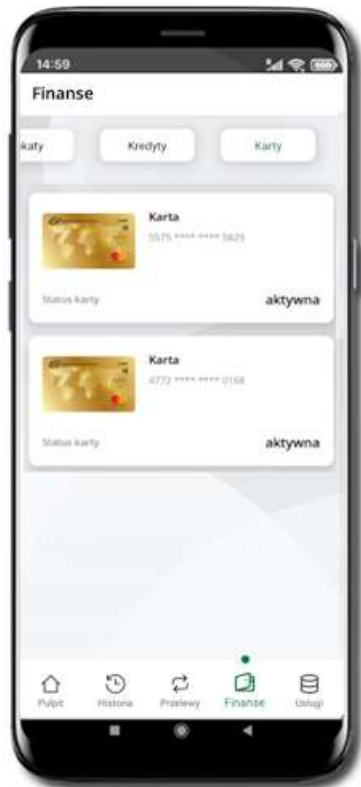 14:59
Finanse
katy Kredyty Karty
Karta
5575 **** **** 5829
Status karty aktywna
Karta
4772 **** **** 0168
Status karty aktywna
Pulpit Historia Przelewy Finanse Usługi